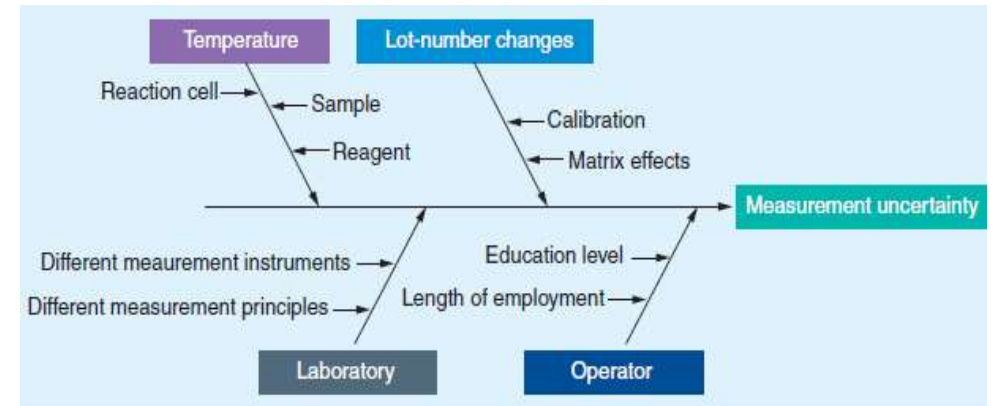 Temperature
Lot-number changes
Reaction cell
Sample
Reagent
Calibration
Matrix effects
Measurement uncertainty
Different meaurement instruments
Different measurement principles
Education level
Length of employment
Laboratory
Operator